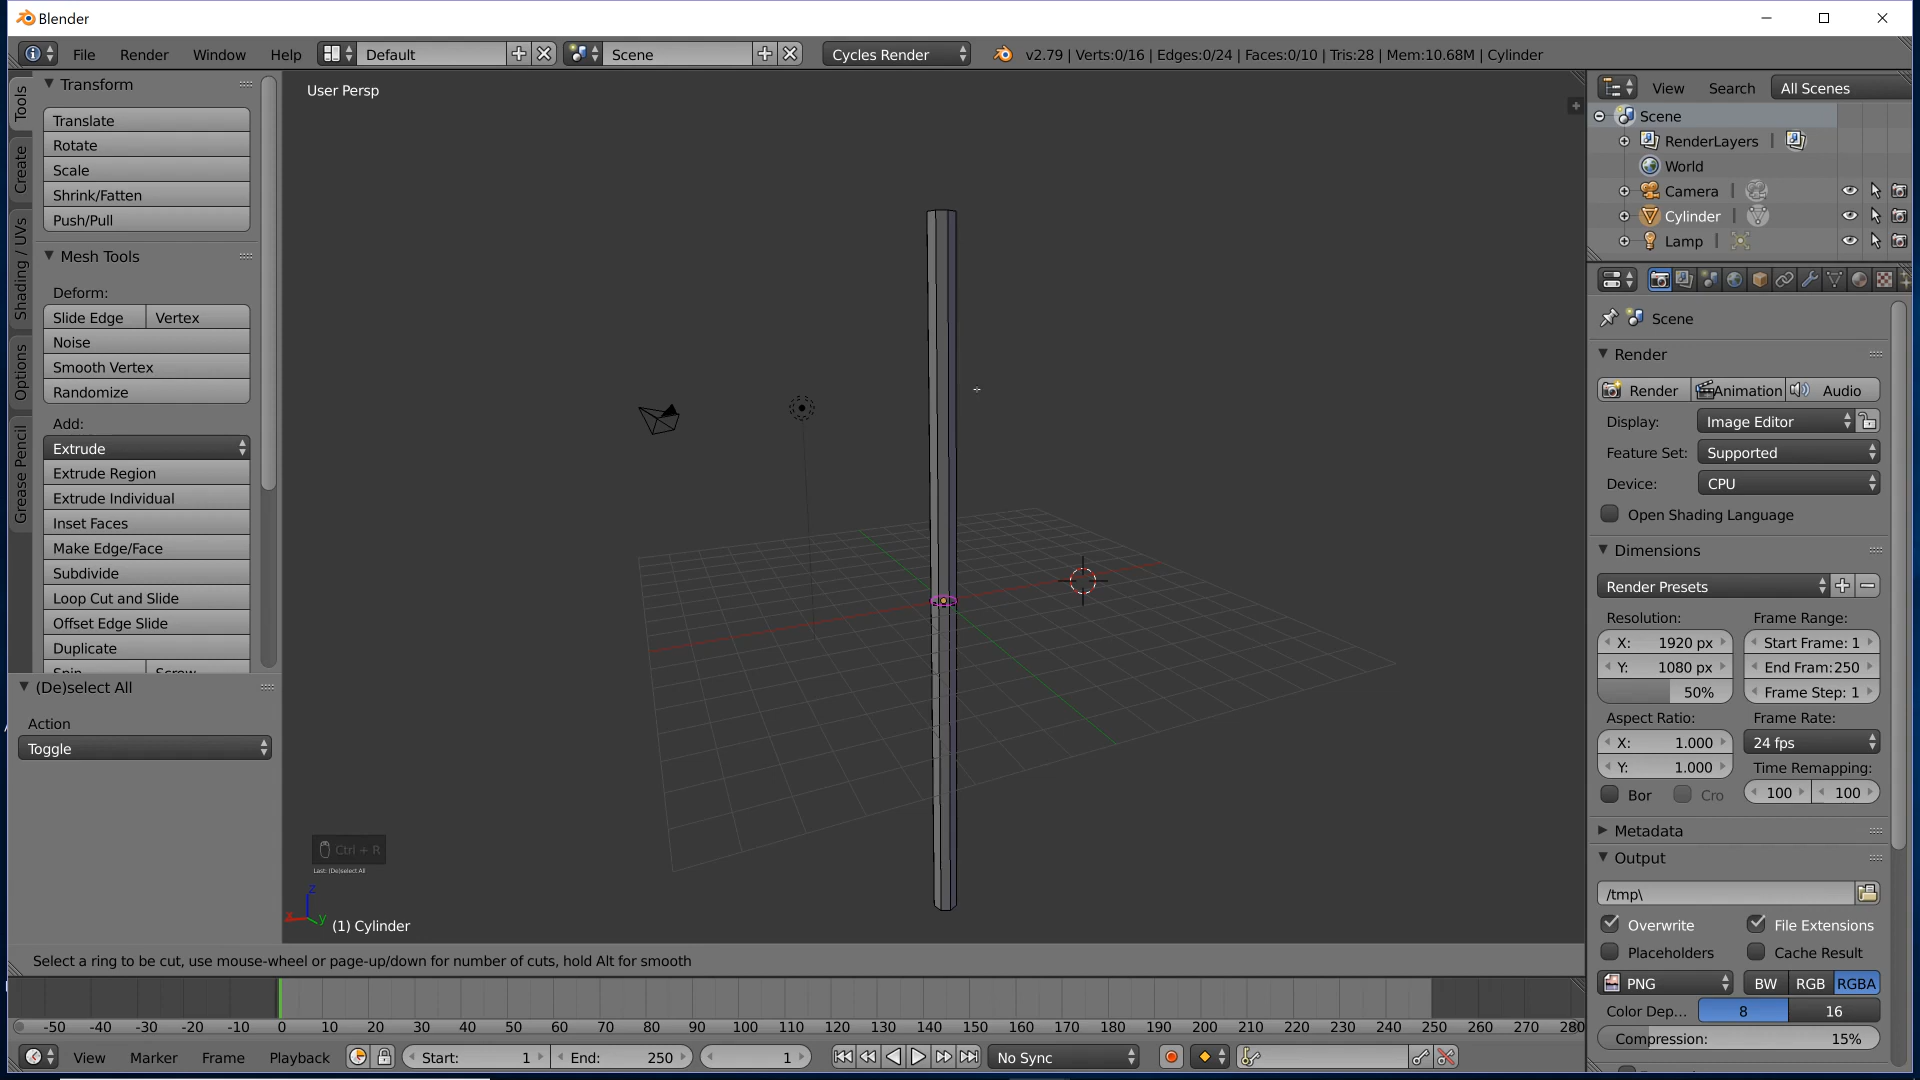 Blender
File Render Window Help Default Scene Cycles Render v2.79 | Verts:0/16 | Edges:0/24 | Faces:0/10 | Tris:28 | Mem:10.68M | Cylinder
Tools
Create
Shading / UVs
Options
Grease Pencil
Transform
Translate
Rotate
Scale
Shrink/Fatten
Push/Pull
Mesh Tools
Deform:
Slide Edge Vertex
Noise
Smooth Vertex
Randomize
Add:
Extrude
Extrude Region
Extrude Individual
Inset Faces
Make Edge/Face
Subdivide
Loop Cut and Slide
Offset Edge Slide
Duplicate
Spin Screw
(De)select All
Action
Toggle
User Persp
Ctrl + R
Last: (De)select All
z
x y
(1) Cylinder
Select a ring to be cut, use mouse-wheel or page-up/down for number of cuts, hold Alt for smooth
View Search All Scenes
Scene
RenderLayers |
World
Camera |
Cylinder |
Lamp |
Scene
Render
Render Animation Audio
Display: Image Editor
Feature Set: Supported
Device: CPU
Open Shading Language
Dimensions
Render Presets
Resolution: Frame Range:
X: 1920 px Start Frame: 1
Y: 1080 px End Fram:250
50% Frame Step: 1
Aspect Ratio: Frame Rate:
X: 1.000 24 fps
Y: 1.000 Time Remapping:
Bor Cro 100 100
Metadata
Output
/tmp\
Overwrite File Extensions
Placeholders Cache Result
PNG BW RGB RGBA
Color Dep... 8 16
Compression: 15%
-50 -40 -30 -20 -10 0 10 20 30 40 50 60 70 80 90 100 110 120 130 140 150 160 170 180 190 200 210 220 230 240 250 260 270 280
View Marker Frame Playback Start: 1 End: 250 1 No Sync